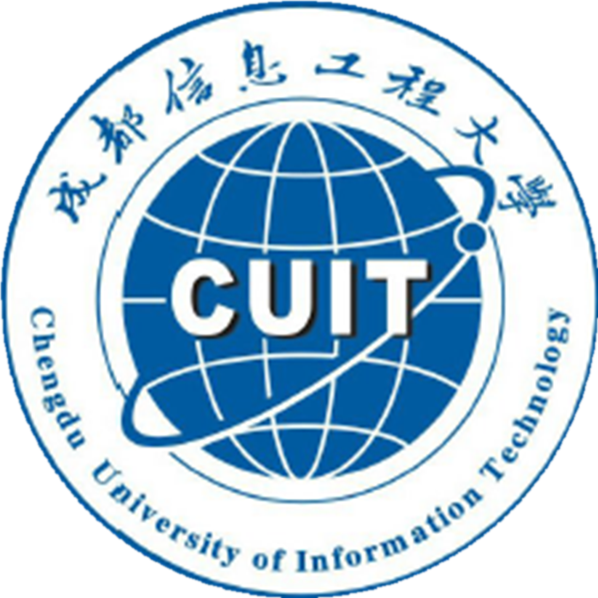 成都信息工程大學
CUIT
Chengdu University of Information Technology